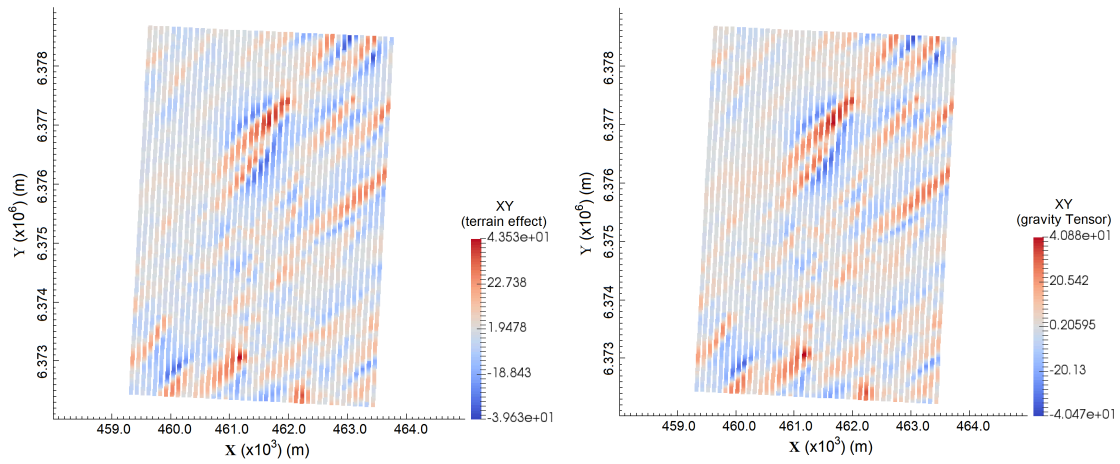 6.378
6.377
6.376
6.375
6.374
6.373
Y (x10⁶) (m)
459.0 460.0 461.0 462.0 463.0 464.0
X (x10³) (m)
XY
(terrain effect)
4.353e+01
22.738
1.9478
-18.843
-3.963e+01
6.378
6.377
6.376
6.375
6.374
6.373
Y (x10⁶) (m)
459.0 460.0 461.0 462.0 463.0 464.0
X (x10³) (m)
XY
(gravity Tensor)
4.088e+01
20.542
0.20595
-20.13
-4.047e+01